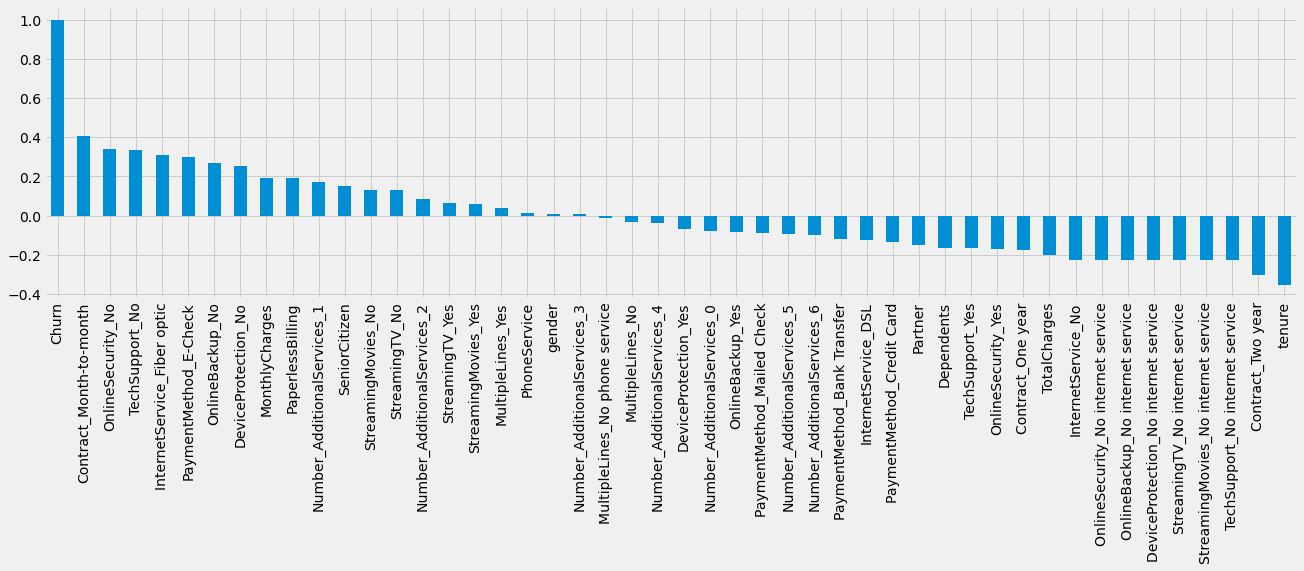 1.0
0.8
0.6
0.4
0.2
0.0
−0.2
−0.4
Churn
Contract_Month-to-month
OnlineSecurity_No
TechSupport_No
InternetService_Fiber optic
PaymentMethod_E-Check
OnlineBackup_No
DeviceProtection_No
MonthlyCharges
PaperlessBilling
Number_AdditionalServices_1
SeniorCitizen
StreamingMovies_No
StreamingTV_No
Number_AdditionalServices_2
StreamingTV_Yes
StreamingMovies_Yes
MultipleLines_Yes
PhoneService
gender
Number_AdditionalServices_3
MultipleLines_No phone service
MultipleLines_No
Number_AdditionalServices_4
DeviceProtection_Yes
Number_AdditionalServices_0
OnlineBackup_Yes
PaymentMethod_Mailed Check
Number_AdditionalServices_5
Number_AdditionalServices_6
PaymentMethod_Bank Transfer
InternetService_DSL
PaymentMethod_Credit Card
Partner
Dependents
TechSupport_Yes
OnlineSecurity_Yes
Contract_One year
TotalCharges
InternetService_No
OnlineSecurity_No internet service
OnlineBackup_No internet service
DeviceProtection_No internet service
StreamingTV_No internet service
StreamingMovies_No internet service
TechSupport_No internet service
Contract_Two year
tenure